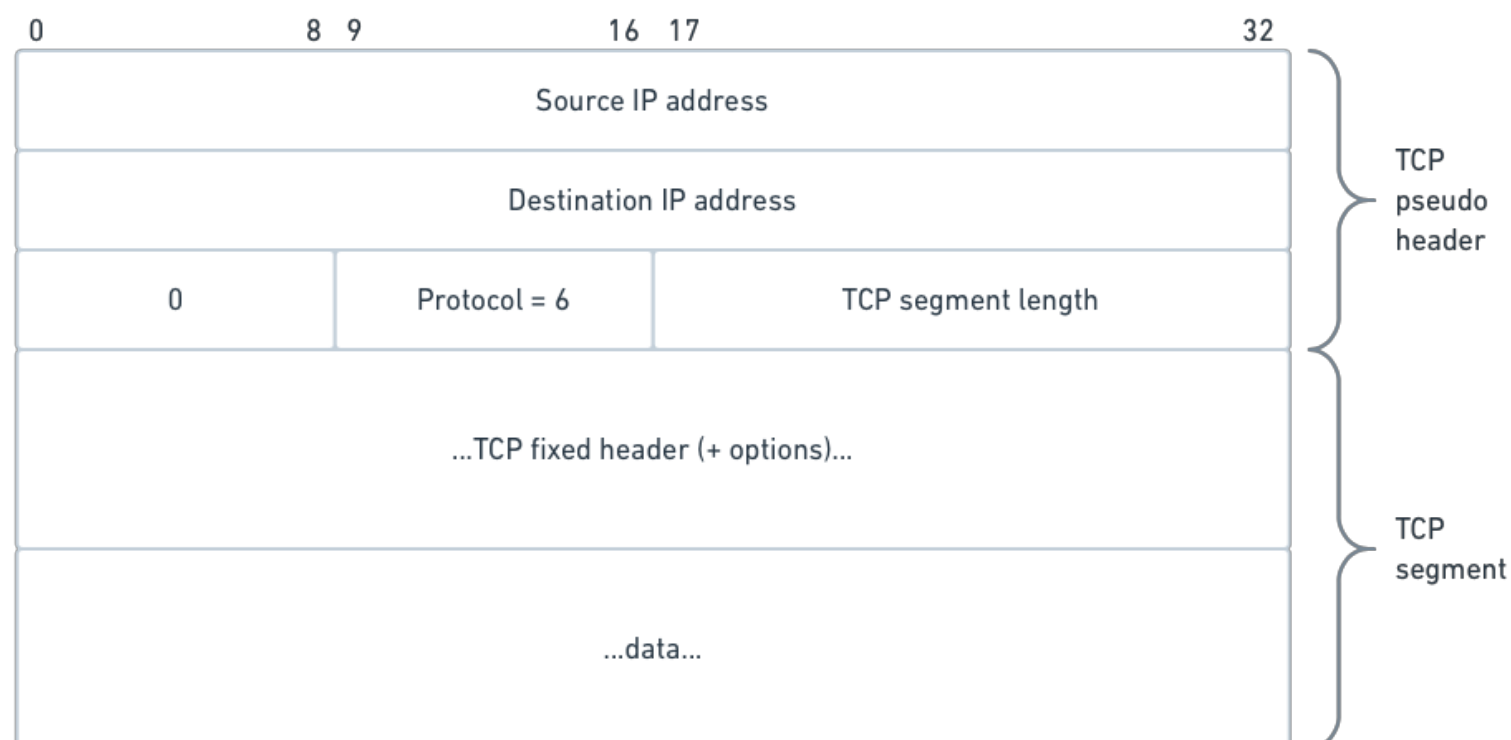 0 8 9 16 17 32
Source IP address
Destination IP address
TCP
pseudo
header
0 Protocol = 6 TCP segment length
...TCP fixed header (+ options)...
TCP
segment
...data...